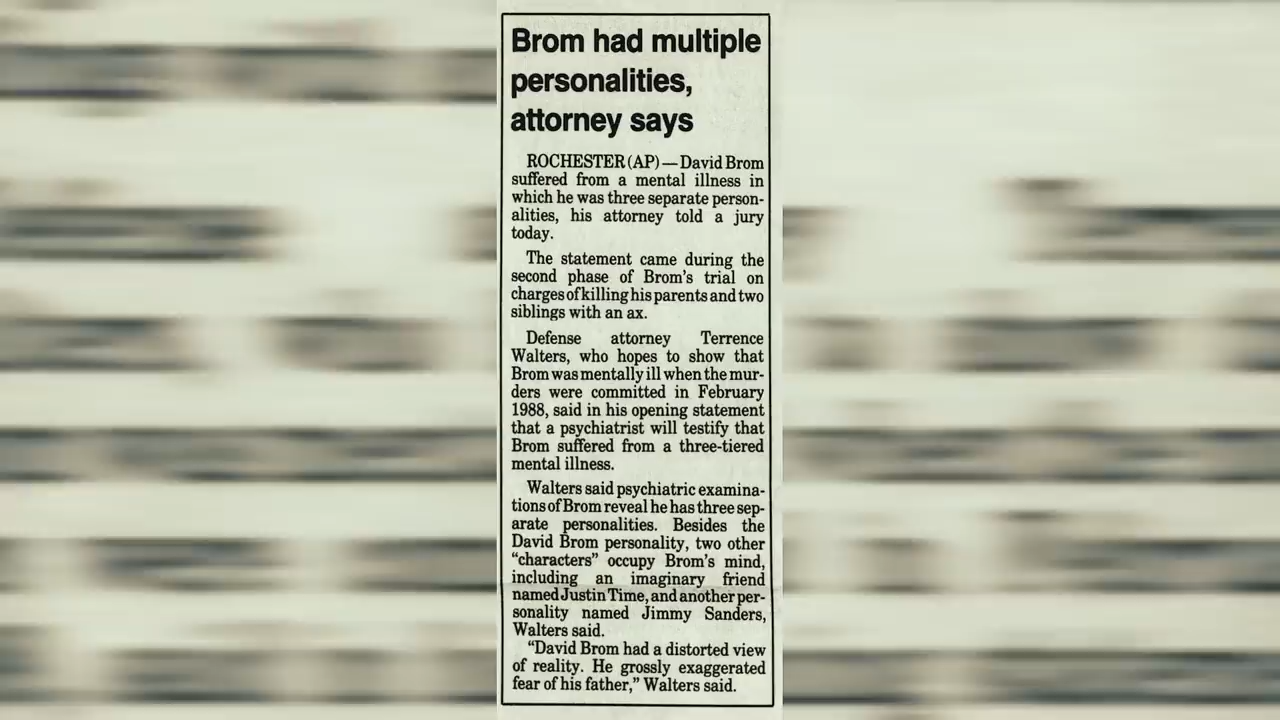 Brom had multiple
personalities,
attorney says
ROCHESTER (AP) — David Brom
suffered from a mental illness in
which he was three separate person-
alities, his attorney told a jury
today.
The statement came during the
second phase of Brom's trial on
charges of killing his parents and two
siblings with an ax.
Defense attorney Terrence
Walters, who hopes to show that
Brom was mentally ill when the mur-
ders were committed in February
1988, said in his opening statement
that a psychiatrist will testify that
Brom suffered from a three-tiered
mental illness.
Walters said psychiatric examina-
tions of Brom reveal he has three sep-
arate personalities. Besides the
David Brom personality, two other
“characters” occupy Brom's mind,
including an imaginary friend
named Justin Time, and another per-
sonality named Jimmy Sanders,
Walters said.
“David Brom had a distorted view
of reality. He grossly exaggerated
fear of his father,” Walters said.